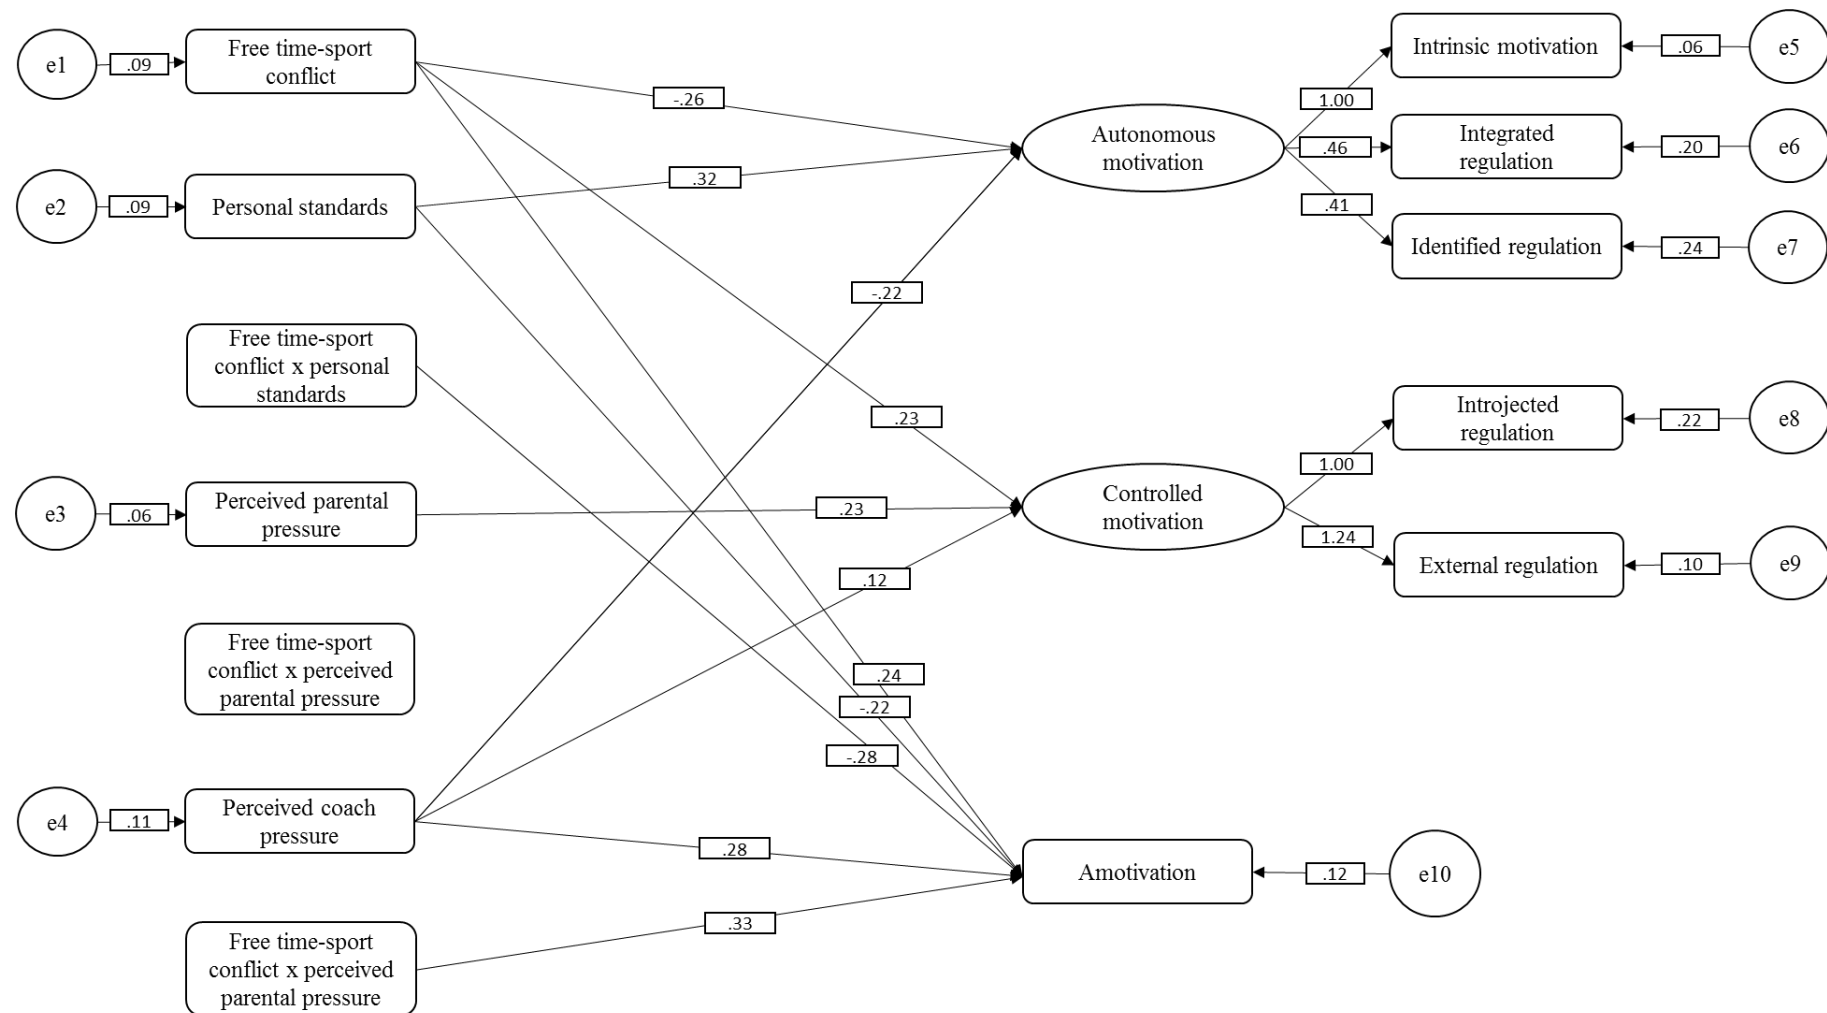 e1
.09
Free time-sport
conflict
-.26
Autonomous
motivation
1.00
Intrinsic motivation
.06
e5
.46
Integrated
regulation
.20
e6
e2
.09
Personal standards
.32
.41
Identified regulation
.24
e7
-.22
Free time-sport
conflict x personal
standards
.23
Introjected
regulation
.22
e8
1.00
e3
.06
Perceived parental
pressure
.23
Controlled
motivation
1.24
External regulation
.10
e9
.12
Free time-sport
conflict x perceived
parental pressure
.24
-.22
-.28
e4
.11
Perceived coach
pressure
.28
Amotivation
.12
e10
.33
Free time-sport
conflict x perceived
parental pressure